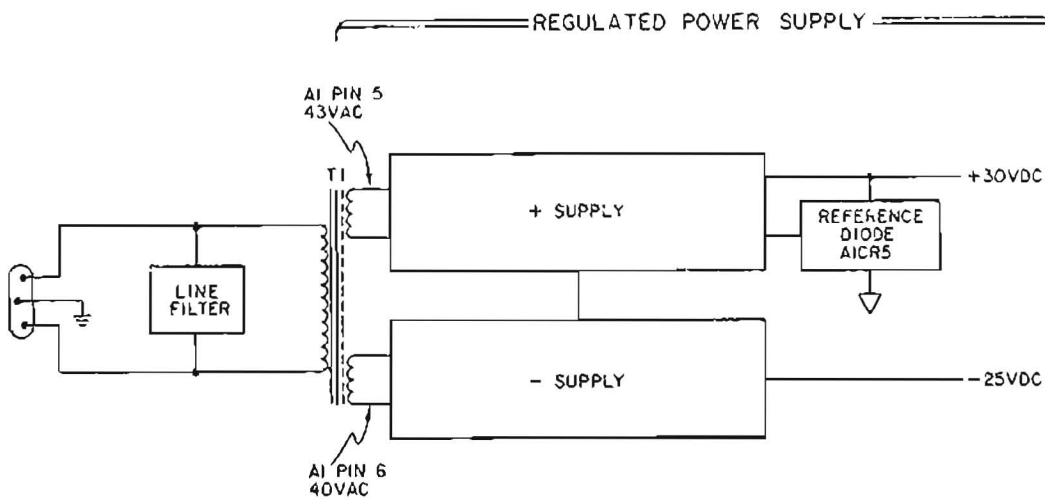 REGULATED POWER SUPPLY
A1 PIN 5
43VAC
T1
+ SUPPLY
+30VDC
REFERENCE
DIODE
A1CR5
LINE
FILTER
- SUPPLY
-25VDC
A1 PIN 6
40VAC